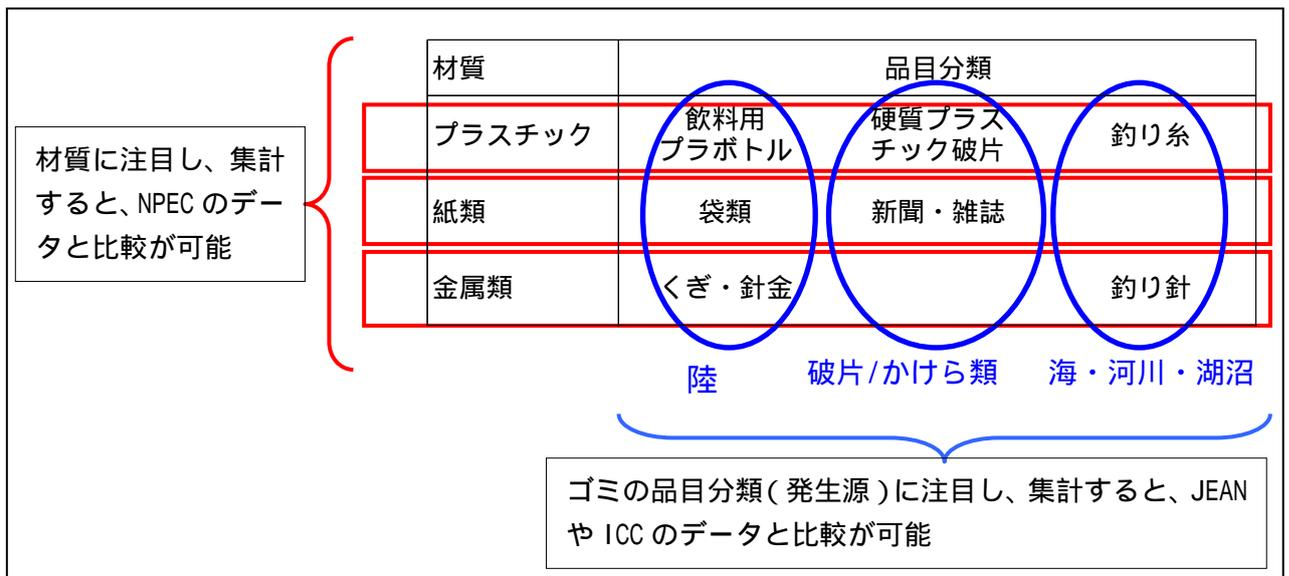 材質 品目分類
プラスチック 飲料用プラボトル 硬質プラスチック破片 釣り糸
紙類 袋類 新聞・雑誌
金属類 くぎ・針金 釣り針
材質に注目し、集計
すると、NPECのデー
タと比較が可能
陸 破片/かけら類 海・河川・湖沼
ゴミの品目分類(発生源)に注目し、集計すると、JEAN
やICCのデータと比較が可能